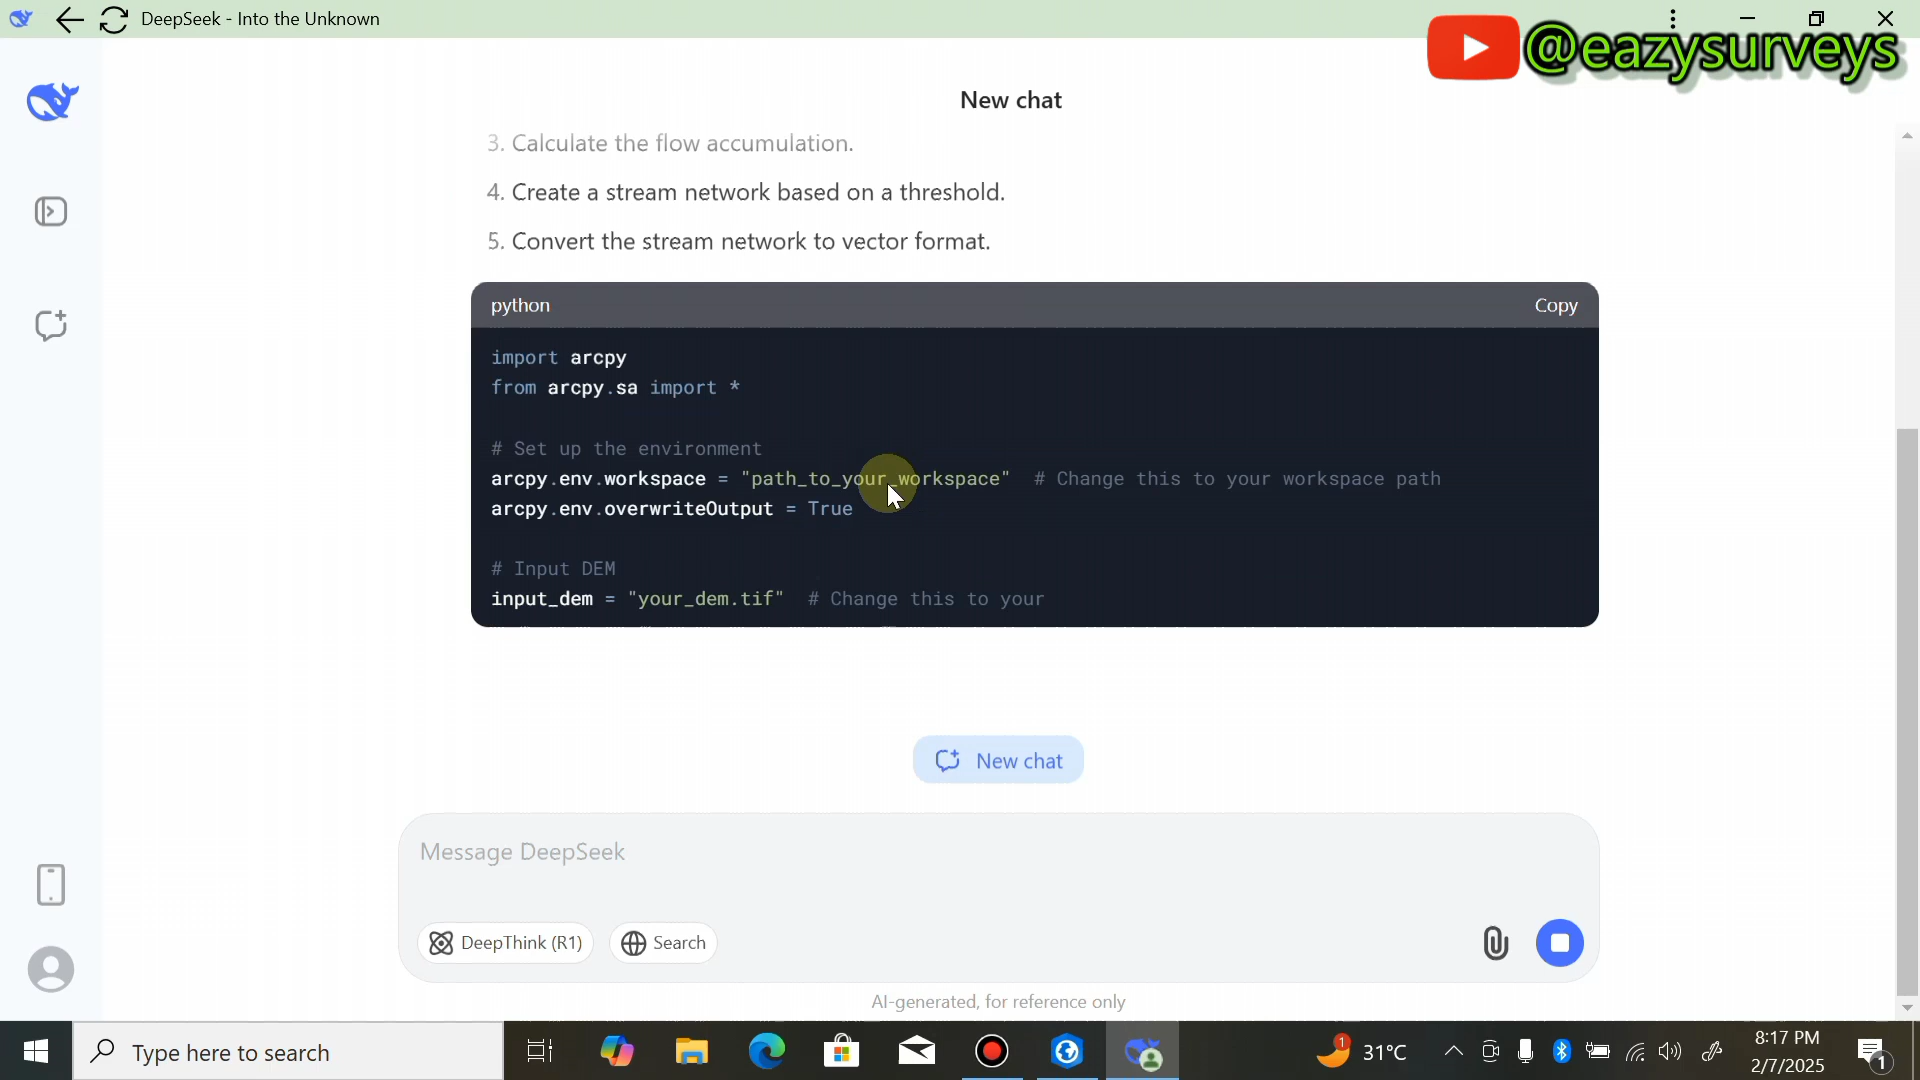 DeepSeek - Into the Unknown
@eazysurveys
New chat
3. Calculate the flow accumulation.
4. Create a stream network based on a threshold.
5. Convert the stream network to vector format.
python
Copy
import arcpy
from arcpy.sa import *
# Set up the environment
arcpy.env.workspace = "path_to_your_workspace"  # Change this to your workspace path
arcpy.env.overwriteOutput = True
# Input DEM
input_dem = "your_dem.tif"  # Change this to your
New chat
Message DeepSeek
DeepThink (R1)
Search
AI-generated, for reference only
Type here to search
1
31°C
8:17 PM
2/7/2025
1